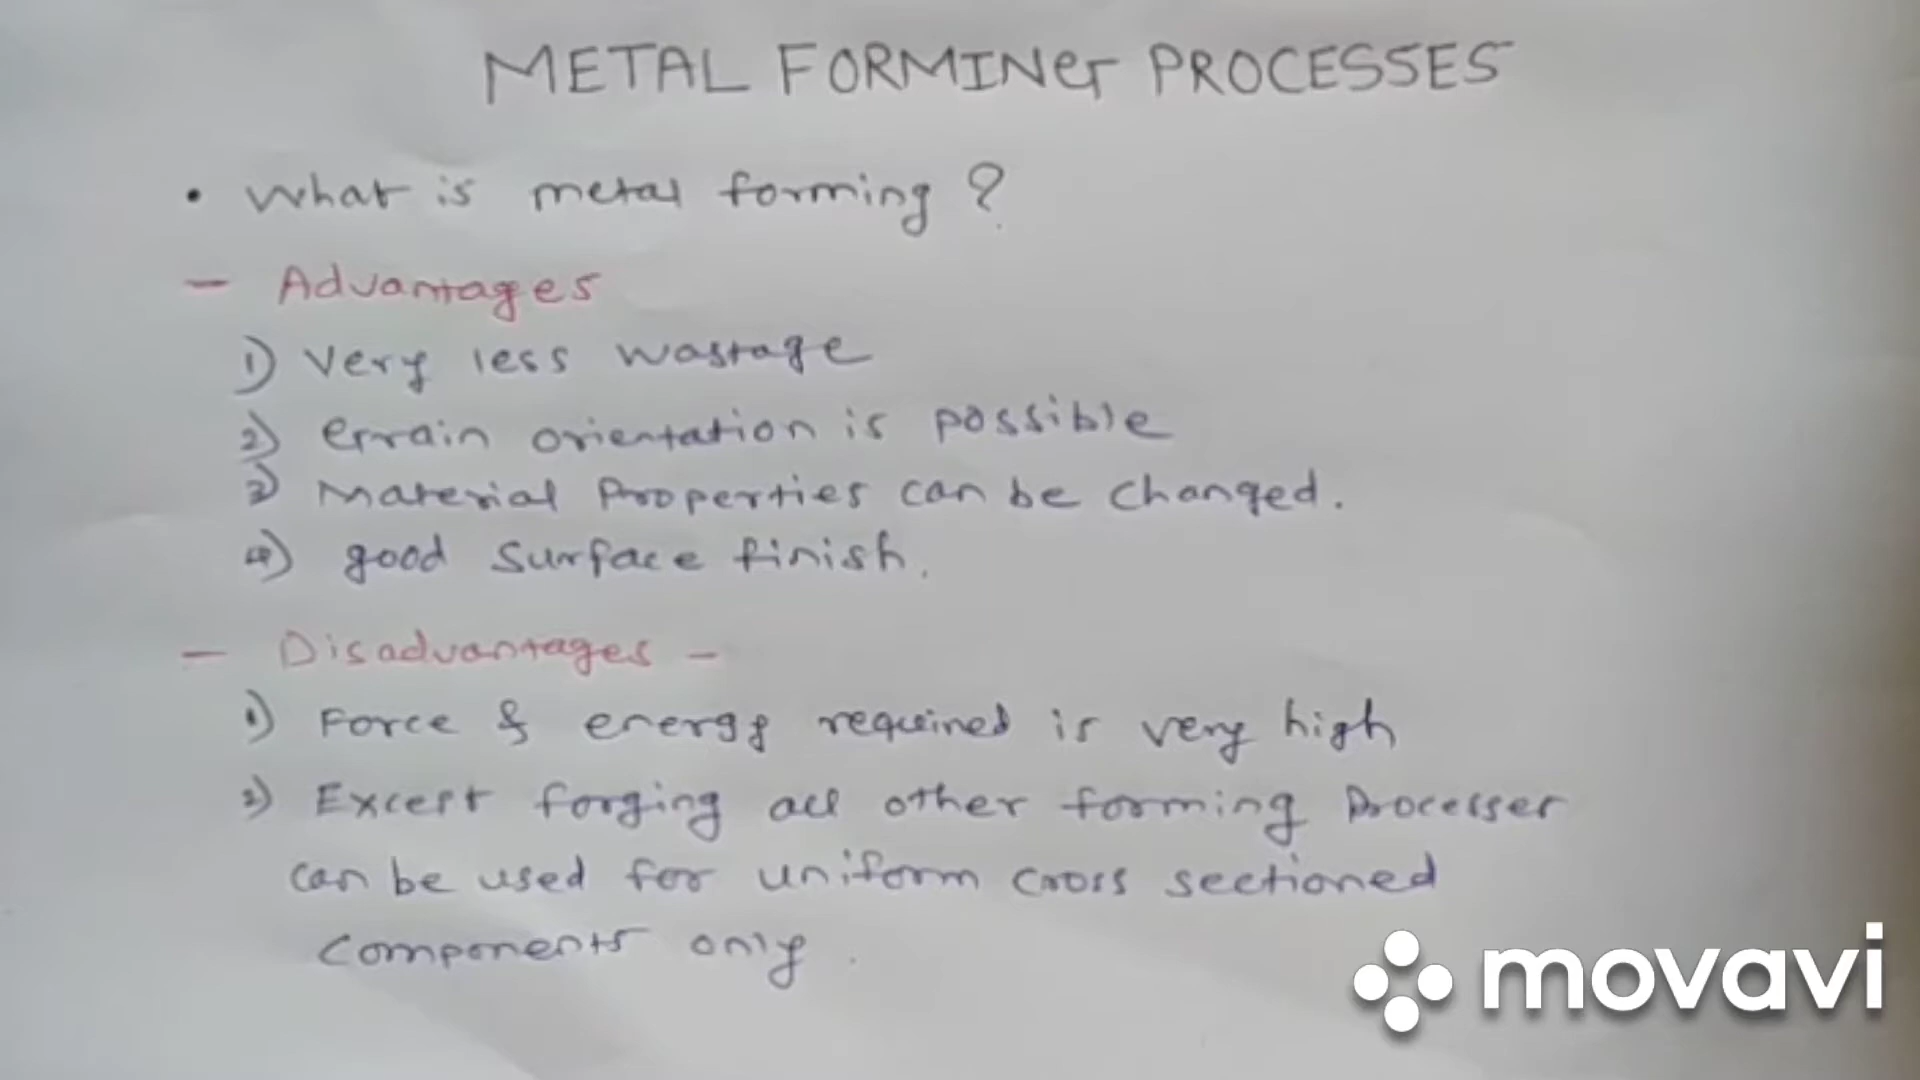 METAL FORMING PROCESSES
• What is metal forming?
- Advantages
1) Very less wastage
2) Grain orientation is possible
3) Material Properties can be changed.
4) good surface finish.
- Disadvantages -
1) Force & energy required is very high
2) Except forging all other forming Processes
can be used for uniform cross sectioned
components only.
movavi